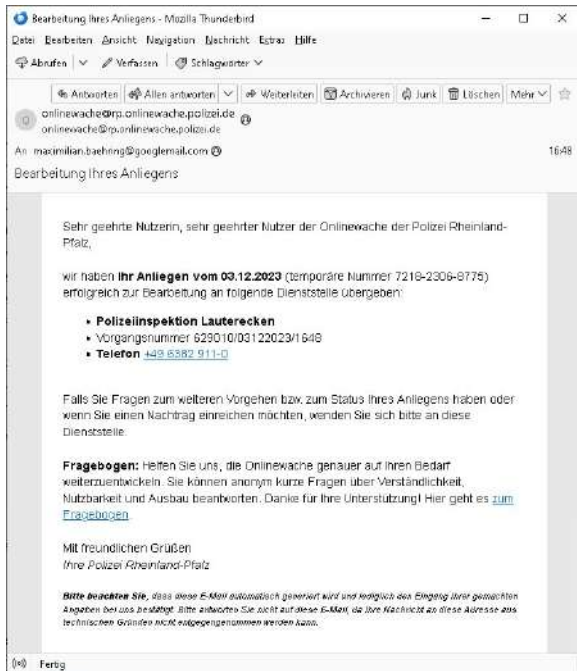 Bearbeitung Ihres Anliegens - Mozilla Thunderbird
Datei Bearbeiten Ansicht Navigation Nachricht Extras Hilfe
Abrufen Verfassen Schlagwörter
Antworten Allen antworten Weiterleiten Archivieren Junk Löschen Mehr
O
onlinewache@rp.onlinewache.polizei.de
onlinewache@rp.onlinewache.polizei.de
An maximilian.baehring@googlemail.com 16:48
Bearbeitung Ihres Anliegens
Sehr geehrte Nutzerin, sehr geehrter Nutzer der Onlinewache der Polizei Rheinland-
Pfalz,
wir haben Ihr Anliegen vom 03.12.2023 (temporäre Nummer 7218-2306-8775)
erfolgreich zur Bearbeitung an folgende Dienststelle übergeben:
• Polizeiinspektion Lauterecken
• Vorgangsnummer 629010/03122023/1648
• Telefon +49 6382 911-0
Falls Sie Fragen zum weiteren Vorgehen bzw. zum Status Ihres Anliegens haben oder
wenn Sie einen Nachtrag einreichen möchten, wenden Sie sich bitte an diese
Dienststelle.
Fragebogen: Helfen Sie uns, die Onlinewache genauer auf Ihren Bedarf
weiterzuentwickeln. Sie können anonym kurze Fragen über Verständlichkeit,
Nutzbarkeit und Ausbau beantworten. Danke für Ihre Unterstützung! Hier geht es zum
Fragebogen
Mit freundlichen Grüßen
Ihre Polizei Rheinland-Pfalz
Bitte beachten Sie, dass diese E-Mail automatisch generiert wird und lediglich den Eingang Ihrer gemachten
Angaben bei uns bestätigt. Bitte antworten Sie nicht auf diese E-Mail, da Ihre Nachricht an diese Adresse aus
technischen Gründen nicht entgegengenommen werden kann.
Fertig